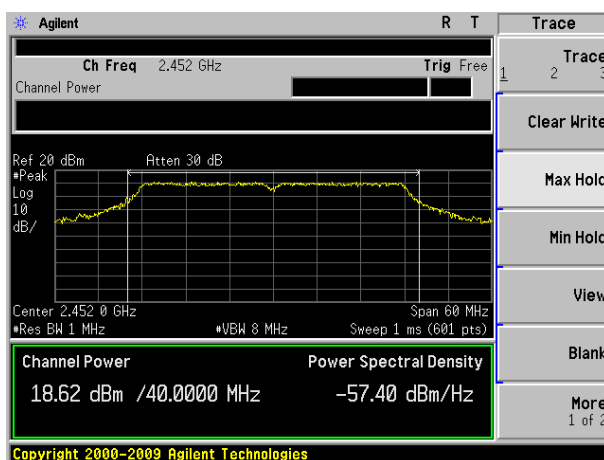 Agilent R T Trace
Ch Freq 2.452 GHz Trig Free
Channel Power
Trace
1 2 3
Clear Write
Max Hold
Min Hold
View
Blank
More
1 of 2
Ref 20 dBm Atten 30 dB
#Peak
Log
10
dB/
Center 2.452 0 GHz Span 60 MHz
#Res BW 1 MHz #VBW 8 MHz Sweep 1 ms (601 pts)
Channel Power Power Spectral Density
18.62 dBm /40.0000 MHz -57.40 dBm/Hz
Copyright 2000-2009 Agilent Technologies